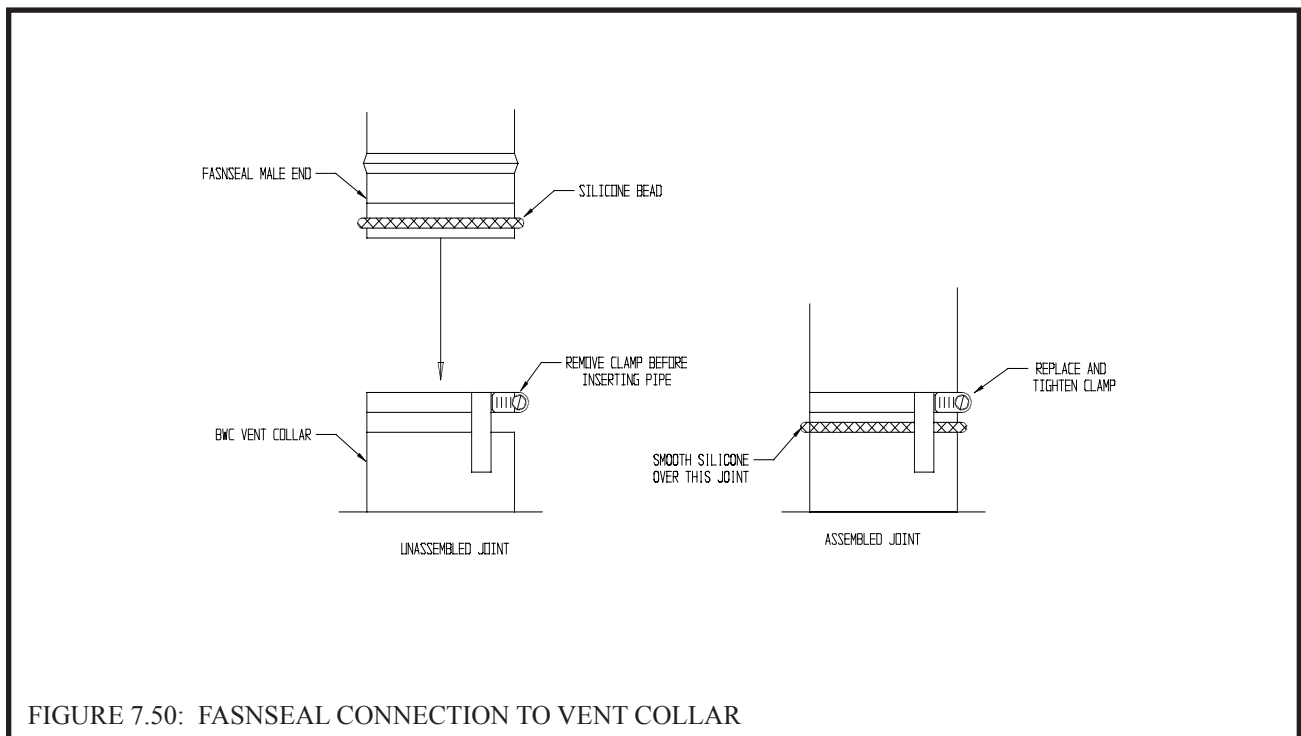 FASNSEAL MALE END
SILICONE BEAD
REMOVE CLAMP BEFORE
INSERTING PIPE
BWC VENT COLLAR
UNASSEMBLED JOINT
REPLACE AND
TIGHTEN CLAMP
SMOOTH SILICONE
OVER THIS JOINT
ASSEMBLED JOINT
FIGURE 7.50: FASNSEAL CONNECTION TO VENT COLLAR